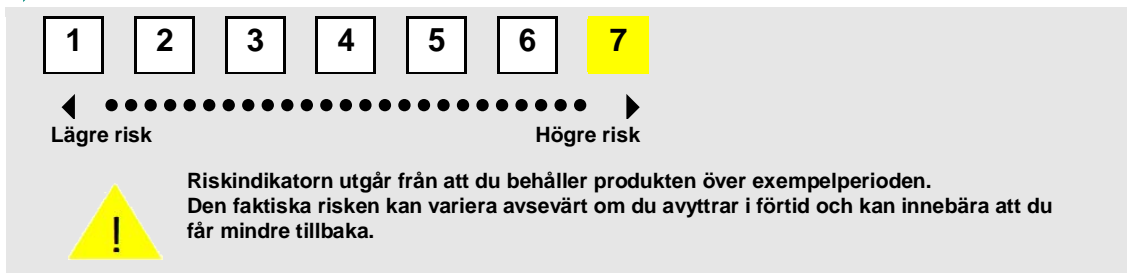 1 2 3 4 5 6 7
Lägre risk Högre risk
Riskindikatorn utgår från att du behåller produkten över exempelperioden.
Den faktiska risken kan variera avsevärt om du avyttrar i förtid och kan innebära att du
får mindre tillbaka.
!